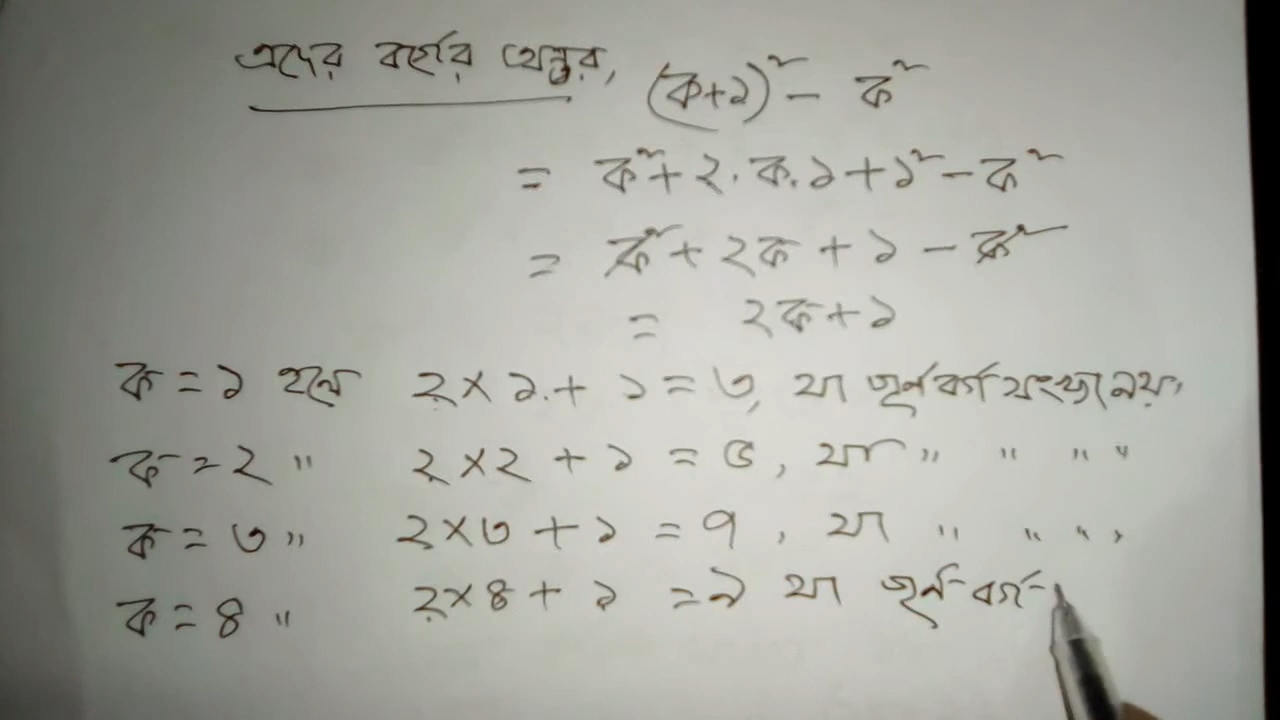 এদের বর্গের অন্তর, (ক+১)² - ক²
= ক² + ২. ক. ১ + ১² - ক²
= ক² + ২ক + ১ - ক²
= ২ক + ১
ক = ১ হলে ২ × ১ + ১ = ৩, যা পূর্ণ বর্গ সংখ্যা নয়,
ক = ২ " ২ × ২ + ১ = ৫, যা " " " "
ক = ৩ " ২ × ৩ + ১ = ৭, যা " " " ,
ক = ৪ " ২ × ৪ + ১ = ৯ যা পূর্ণ বর্গ